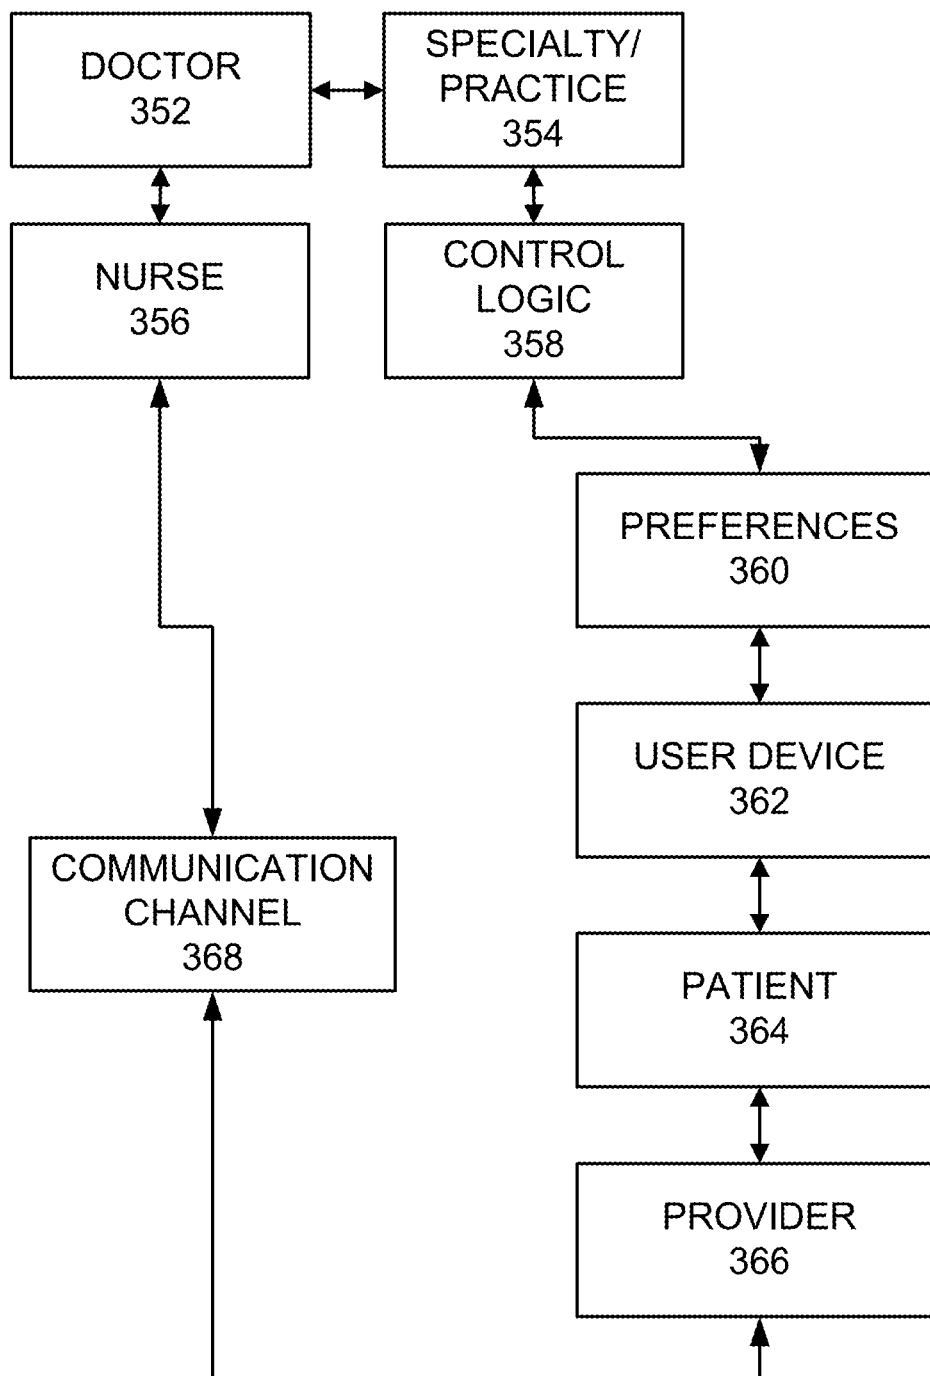 DOCTOR
352
SPECIALTY/
PRACTICE
354
NURSE
356
CONTROL
LOGIC
358
PREFERENCES
360
USER DEVICE
362
COMMUNICATION
CHANNEL
368
PATIENT
364
PROVIDER
366